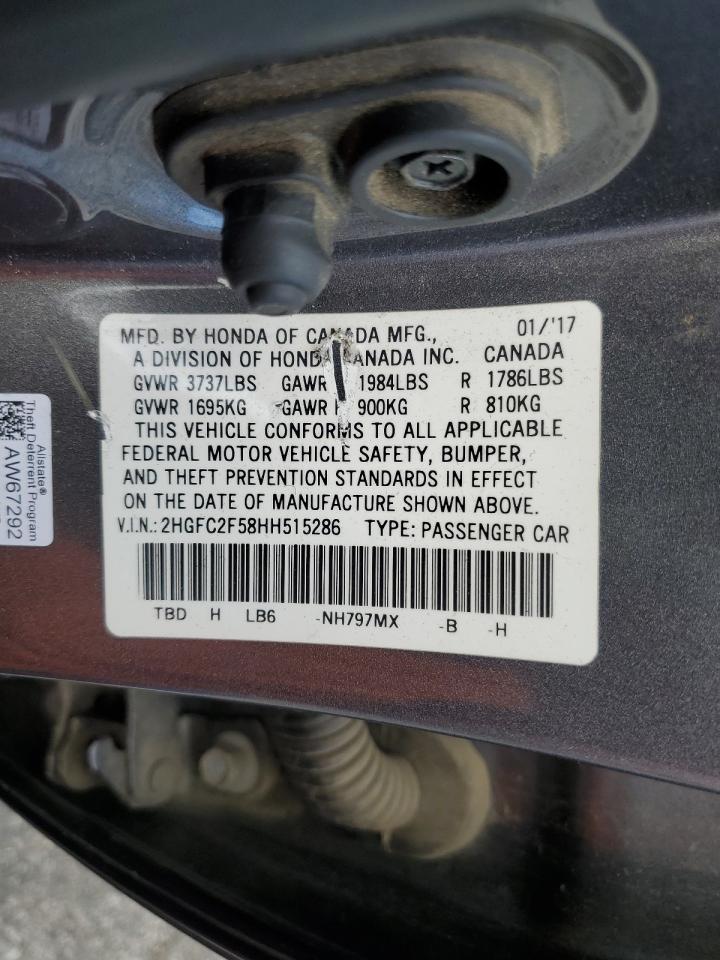 MFD. BY HONDA OF CANADA MFG., 01/'17
A DIVISION OF HONDA CANADA INC. CANADA
GVWR 3737LBS GAWR 1984LBS R 1786LBS
GVWR 1695KG GAWR 900KG R 810KG
THIS VEHICLE CONFORMS TO ALL APPLICABLE
FEDERAL MOTOR VEHICLE SAFETY, BUMPER,
AND THEFT PREVENTION STANDARDS IN EFFECT
ON THE DATE OF MANUFACTURE SHOWN ABOVE.
V.I.N.: 2HGFC2F58HH515286 TYPE: PASSENGER CAR
TBD H LB6 -NH797MX -B -H
Allstate®
Theft Deterrent Program
AW67292